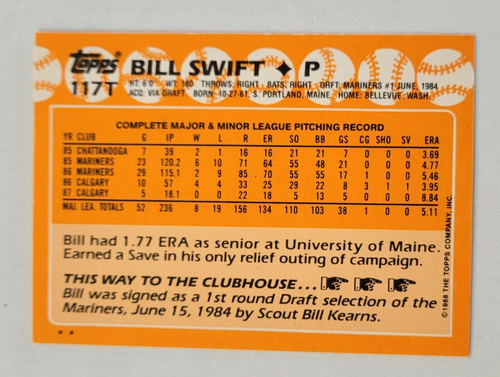 Topps BILL SWIFT ✦ P
117T HT: 6'0" WT: 180 THROWS: RIGHT BATS: RIGHT DRFT: MARINERS #1-JUNE, 1984
ACQ: VIA DRAFT BORN: 10-27-61, S. PORTLAND, MAINE HOME: BELLEVUE, WASH.
COMPLETE MAJOR & MINOR LEAGUE PITCHING RECORD
YR CLUB G IP W L R ER SO BB GS CG SHO SV ERA
85 CHATTANOOGA 7 39 2 1 16 16 21 21 7 0 0 0 3.69
85 MARINERS 23 120.2 6 10 71 64 55 48 21 0 0 0 4.77
86 MARINERS 29 115.1 2 9 85 70 55 55 17 1 0 0 5.46
86 CALGARY 10 57 4 4 33 25 29 22 8 3 1 1 3.95
87 CALGARY 5 18.1 0 0 22 18 5 13 5 0 0 0 8.84
MAJ. LEA. TOTALS 52 236 8 19 156 134 110 103 38 1 0 0 5.11
Bill had 1.77 ERA as senior at University of Maine.
Earned a Save in his only relief outing of campaign.
THIS WAY TO THE CLUBHOUSE...
Bill was signed as a 1st round Draft selection of the
Mariners, June 15, 1984 by Scout Bill Kearns.
**
©1988 THE TOPPS COMPANY, INC.